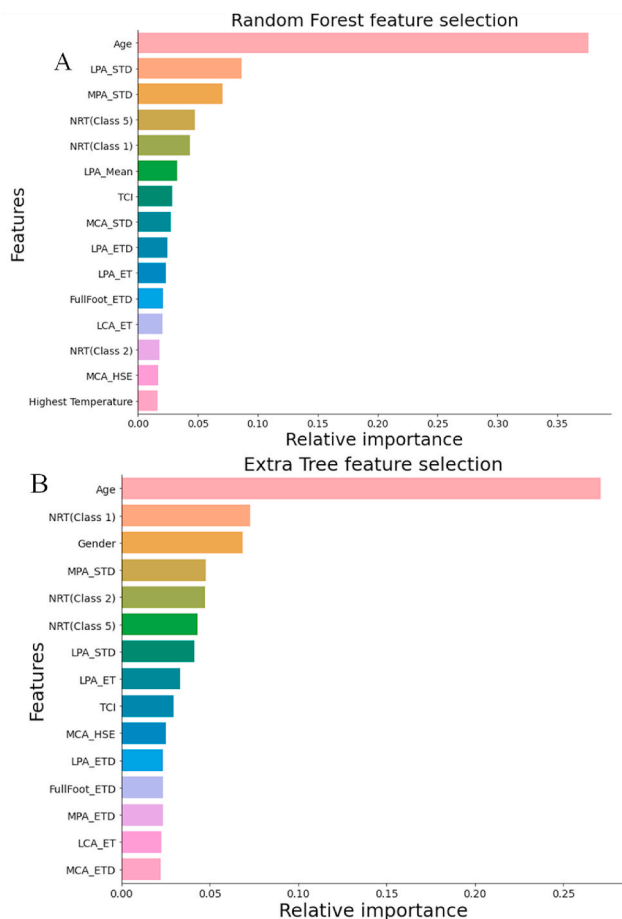 Random Forest feature selection
A
Features
Age
LPA_STD
MPA_STD
NRT(Class 5)
NRT(Class 1)
LPA_Mean
TCI
MCA_STD
LPA_ETD
LPA_ET
FullFoot_ETD
LCA_ET
NRT(Class 2)
MCA_HSE
Highest Temperature
0.00 0.05 0.10 0.15 0.20 0.25 0.30 0.35
Relative importance
Extra Tree feature selection
B
Features
Age
NRT(Class 1)
Gender
MPA_STD
NRT(Class 2)
NRT(Class 5)
LPA_STD
LPA_ET
TCI
MCA_HSE
LPA_ETD
FullFoot_ETD
MPA_ETD
LCA_ET
MCA_ETD
0.00 0.05 0.10 0.15 0.20 0.25
Relative importance